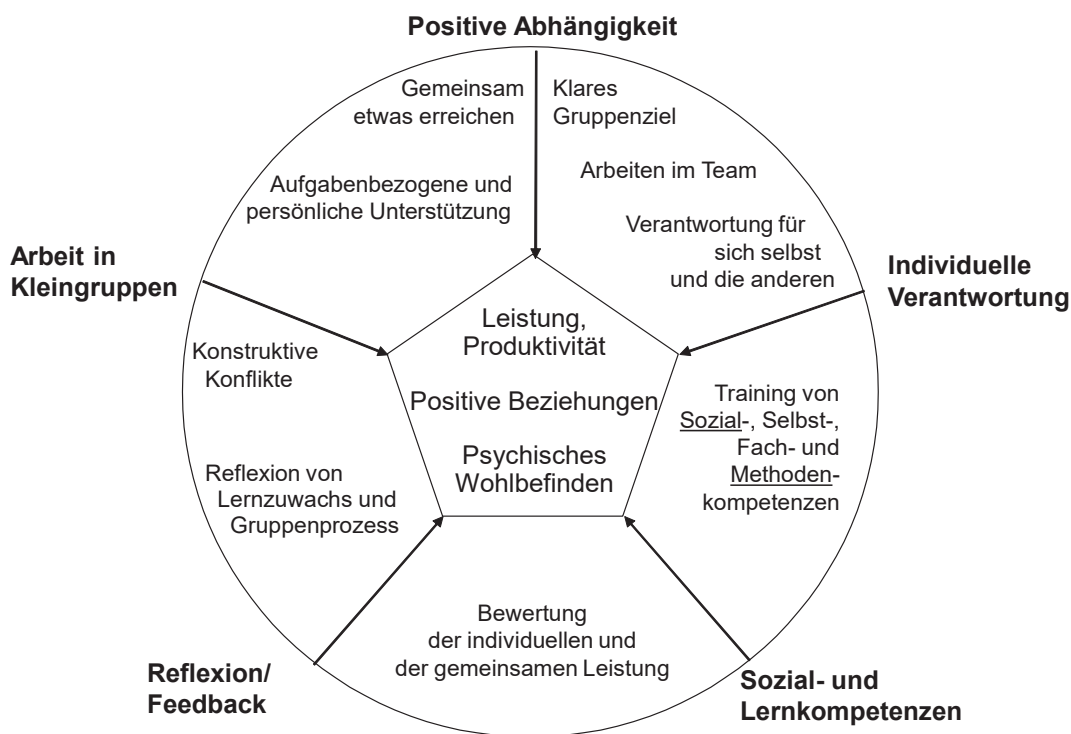 Positive Abhängigkeit
Gemeinsam
etwas erreichen
Klares
Gruppenziel
Arbeiten im Team
Aufgabenbezogene und
persönliche Unterstützung
Verantwortung für
sich selbst
und die anderen
Arbeit in
Kleingruppen
Individuelle
Verantwortung
Leistung,
Produktivität
Positive Beziehungen
Psychisches
Wohlbefinden
Konstruktive
Konflikte
Training von
Sozial-, Selbst-,
Fach- und
Methoden-
kompetenzen
Reflexion von
Lernzuwachs und
Gruppenprozess
Bewertung
der individuellen und
der gemeinsamen Leistung
Reflexion/
Feedback
Sozial- und
Lernkompetenzen